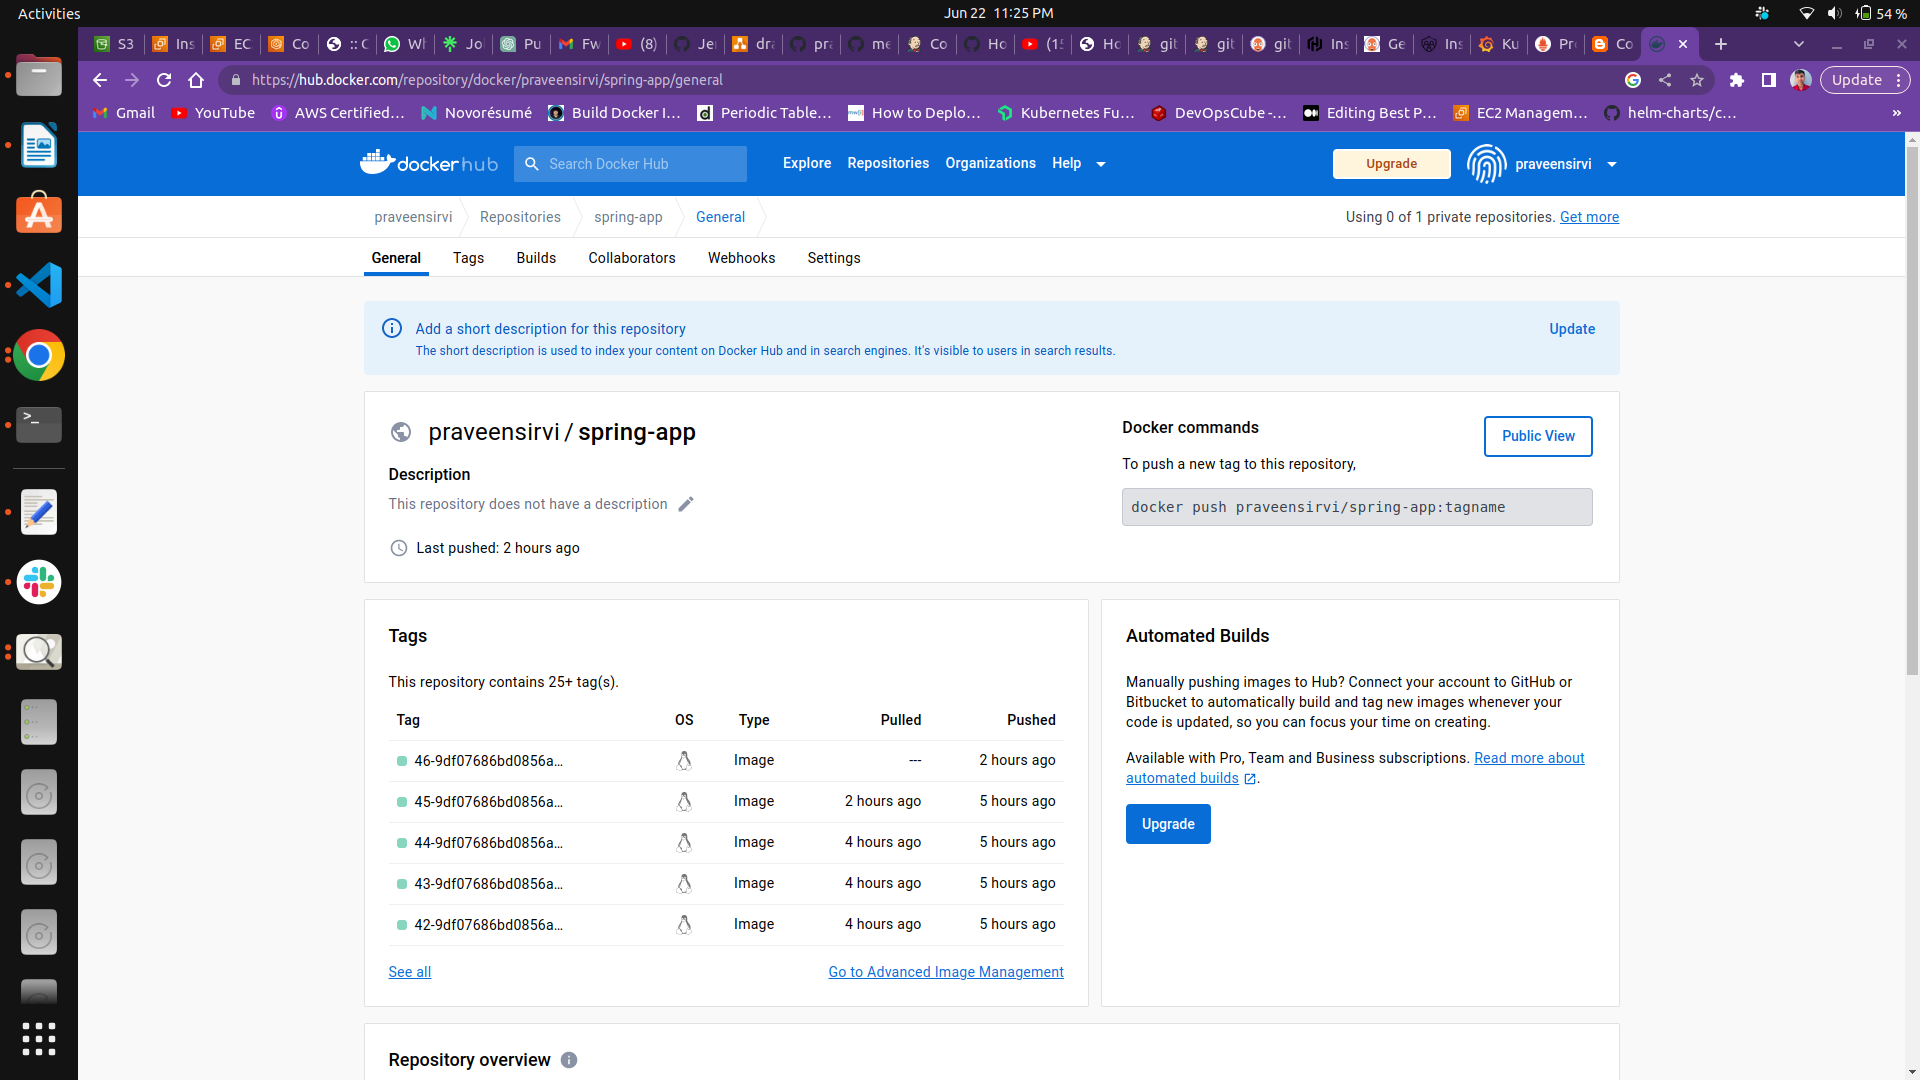 Activities
Jun 22 11:25 PM
54 %
S3
Ins
EC
Co
:: C
Wh
Jo
Pu
Fw
(8)
Je
dra
pra
me
Co
Ho
(1
Ho
git
git
git
Ins
Ge
Ins
Ku
Pr
Co
https://hub.docker.com/repository/docker/praveensirvi/spring-app/general
Update
Gmail
YouTube
AWS Certified...
Novorésumé
Build Docker I...
Periodic Table...
How to Deplo...
Kubernetes Fu...
DevOpsCube -...
Editing Best P...
EC2 Managem...
helm-charts/c...
»
docker hub
Search Docker Hub
Explore
Repositories
Organizations
Help
Upgrade
praveensirvi
praveensirvi
Repositories
spring-app
General
Using 0 of 1 private repositories. Get more
General
Tags
Builds
Collaborators
Webhooks
Settings
Add a short description for this repository
Update
The short description is used to index your content on Docker Hub and in search engines. It's visible to users in search results.
praveensirvi / spring-app
Description
This repository does not have a description
Last pushed: 2 hours ago
Docker commands
Public View
To push a new tag to this repository,
docker push praveensirvi/spring-app:tagname
Tags
This repository contains 25+ tag(s).
Tag OS Type Pulled Pushed
46-9df07686bd0856a... Image --- 2 hours ago
45-9df07686bd0856a... Image 2 hours ago 5 hours ago
44-9df07686bd0856a... Image 4 hours ago 5 hours ago
43-9df07686bd0856a... Image 4 hours ago 5 hours ago
42-9df07686bd0856a... Image 4 hours ago 5 hours ago
See all
Go to Advanced Image Management
Automated Builds
Manually pushing images to Hub? Connect your account to GitHub or
Bitbucket to automatically build and tag new images whenever your
code is updated, so you can focus your time on creating.
Available with Pro, Team and Business subscriptions. Read more about
automated builds.
Upgrade
Repository overview